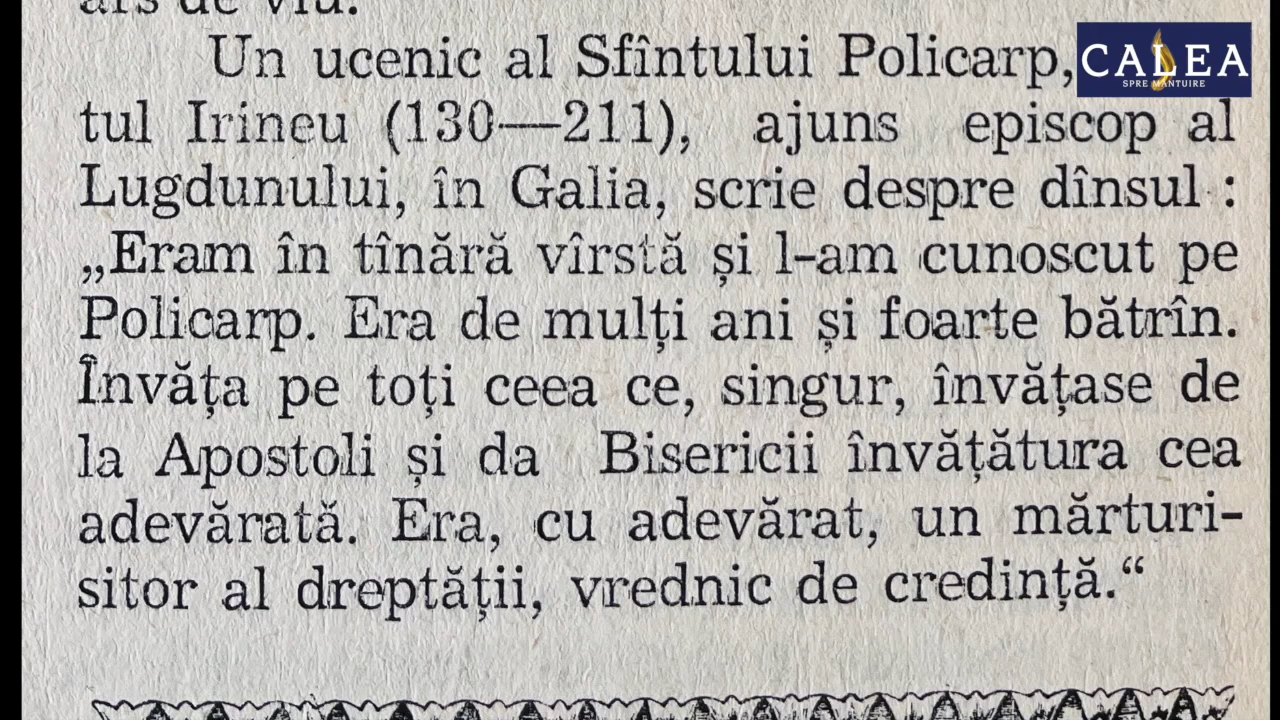 ars de viu.
Un ucenic al Sfîntului Policarp,
CALEA
SPRE MÂNTUIRE
tul Irineu (130—211), ajuns episcop al
Lugdunului, în Galia, scrie despre dînsul :
„Eram în tînără vîrstă și l-am cunoscut pe
Policarp. Era de mulți ani și foarte bătrîn.
Învăța pe toți ceea ce, singur, învățase de
la Apostoli și da Bisericii învățătura cea
adevărată. Era, cu adevărat, un mărturi-
sitor al dreptății, vrednic de credință.“